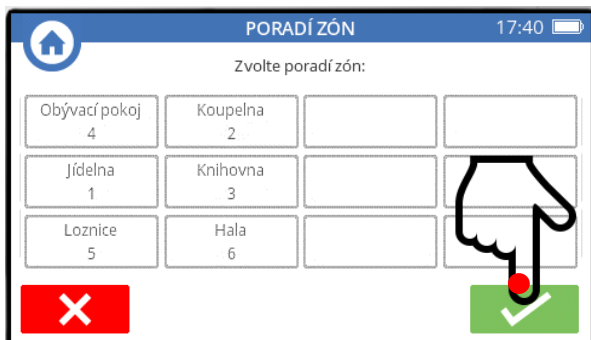 PORADÍ ZÓN 17:40
Zvolte poradí zón:
Obývací pokoj Koupelna
4 2
Jídelna Knihovna
1 3
Loznice Hala
5 6